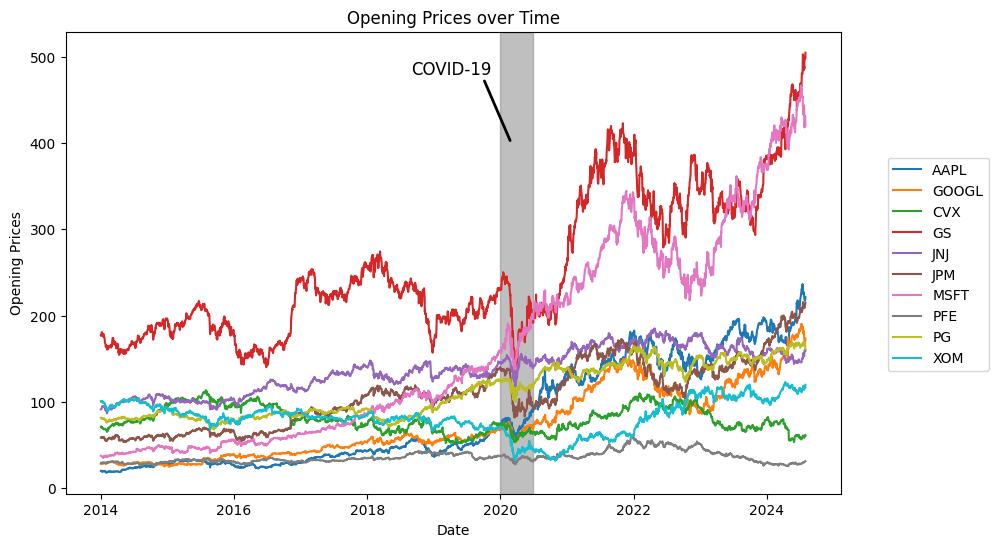 Opening Prices over Time
Opening Prices
500
400
300
200
100
0
COVID-19
2014
2016
2018
2020
2022
2024
Date
AAPL
GOOGL
CVX
GS
JNJ
JPM
MSFT
PFE
PG
XOM